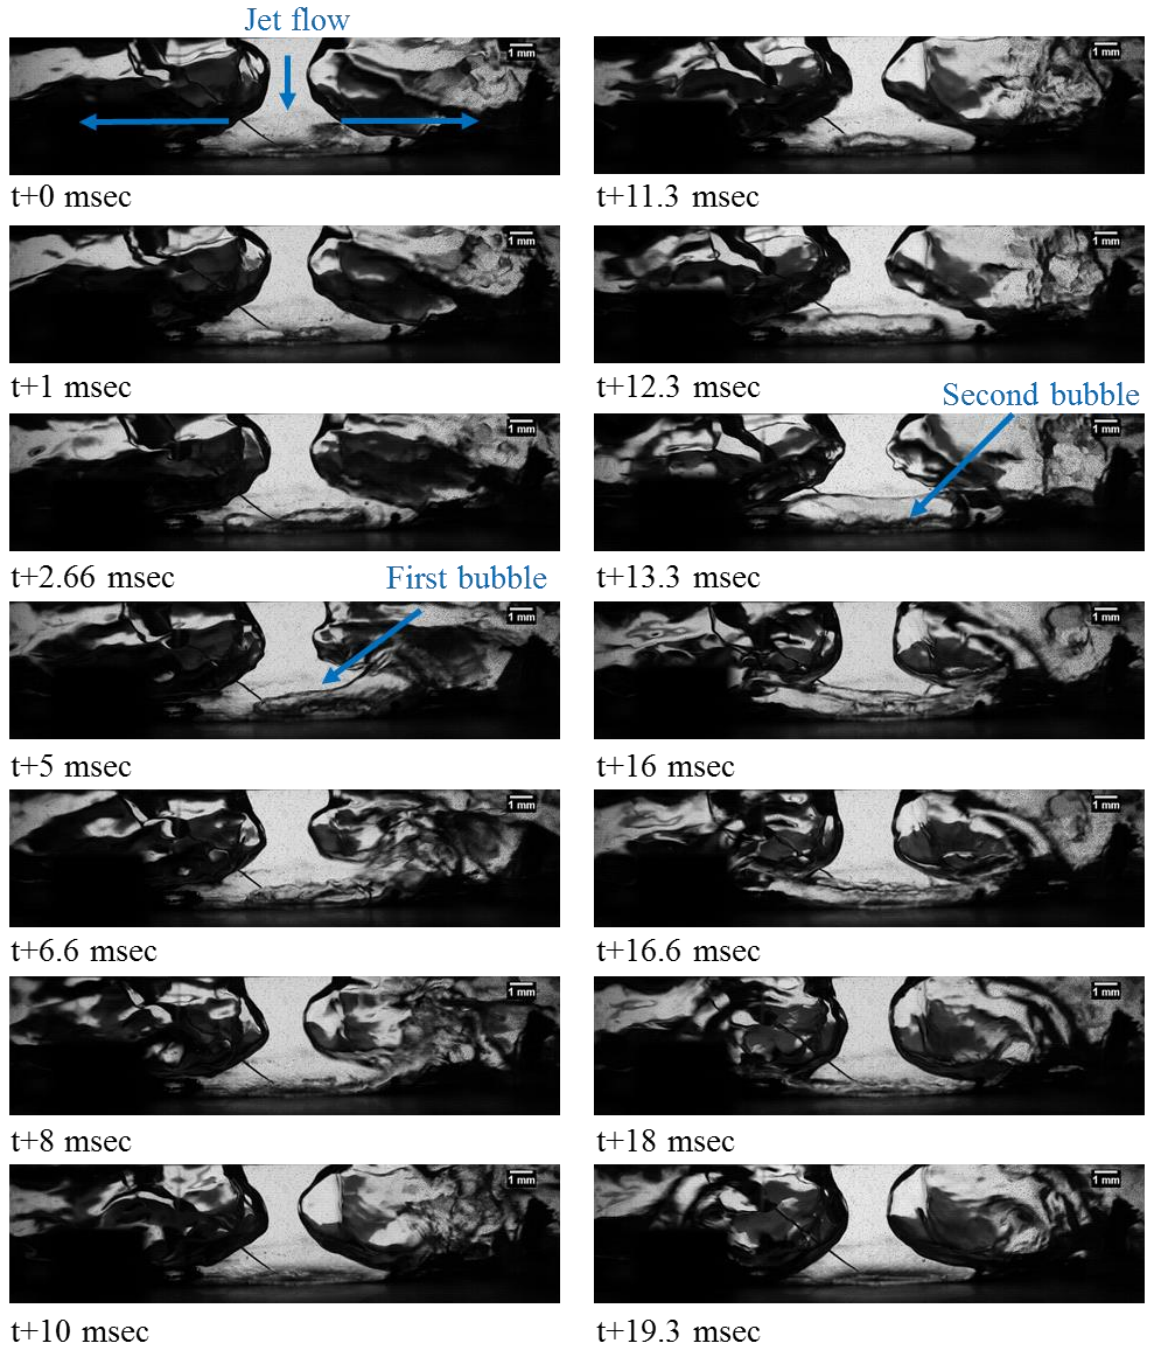 Jet flow
1 mm
t+0 msec
1 mm
t+1 msec
1 mm
t+2.66 msec
First bubble
1 mm
t+5 msec
1 mm
t+6.6 msec
1 mm
t+8 msec
1 mm
t+10 msec
1 mm
t+11.3 msec
1 mm
t+12.3 msec
Second bubble
1 mm
t+13.3 msec
1 mm
t+16 msec
1 mm
t+16.6 msec
1 mm
t+18 msec
1 mm
t+19.3 msec